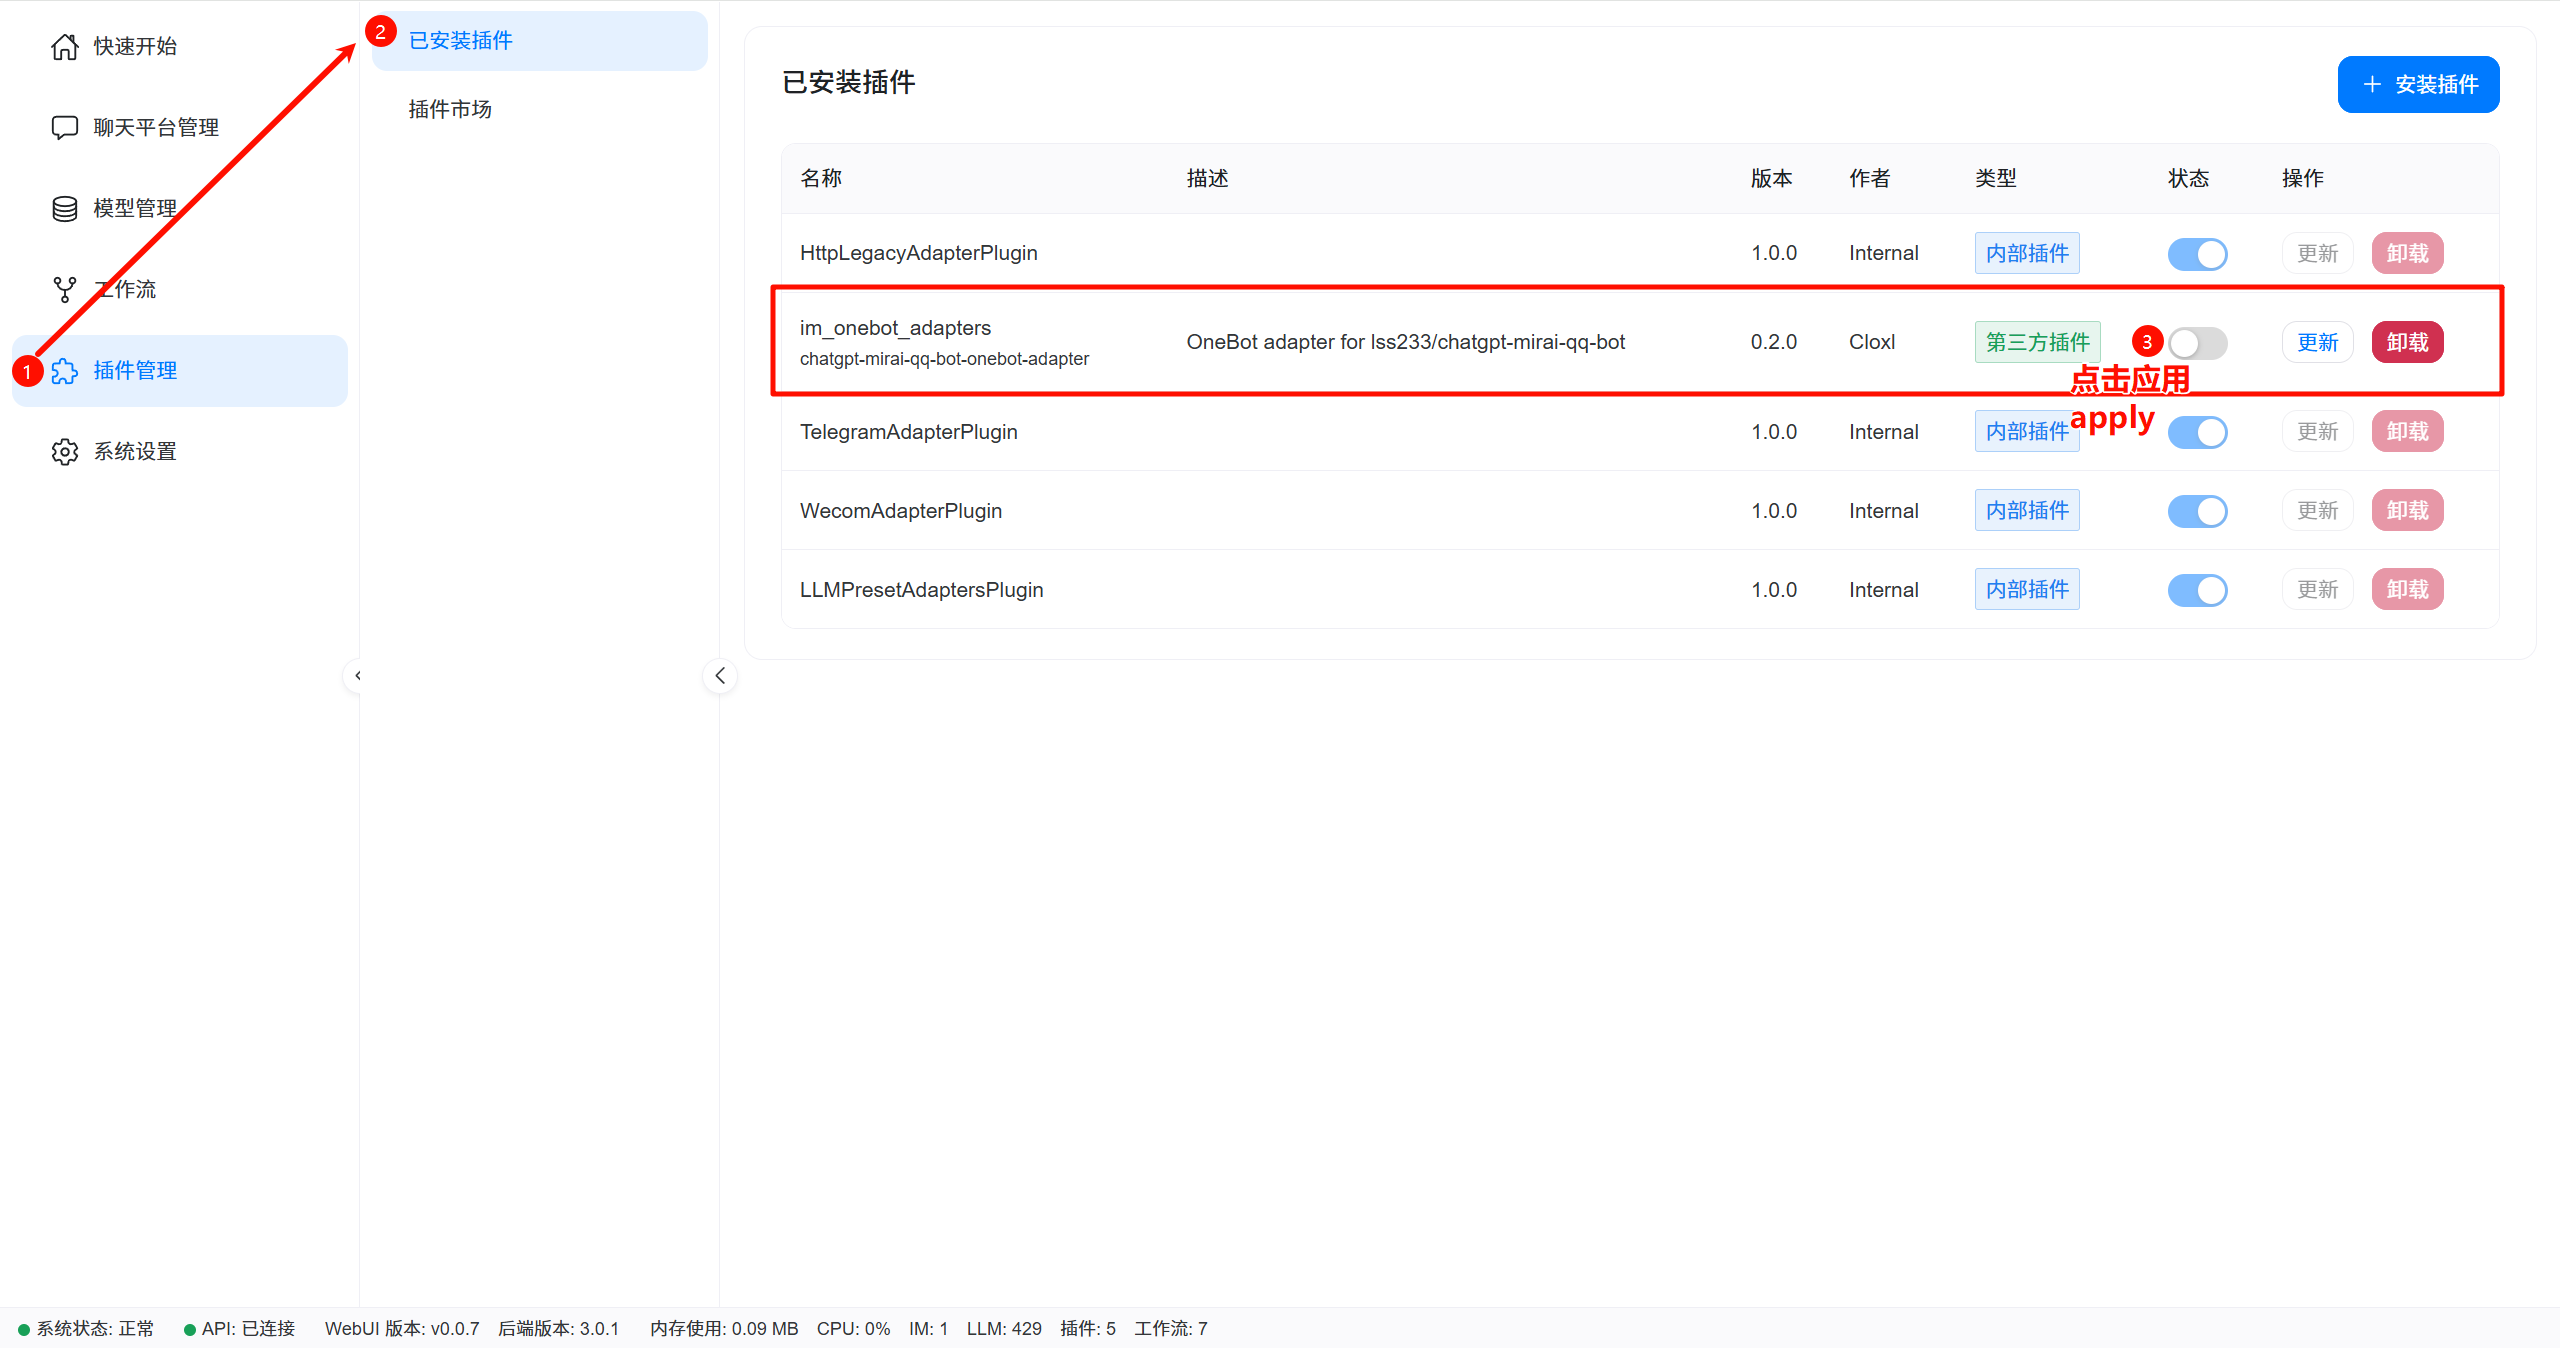 快速开始
聊天平台管理
模型管理
工作流
1
插件管理
系统设置
2
已安装插件
插件市场
已安装插件
安装插件
名称 描述 版本 作者 类型 状态 操作
HttpLegacyAdapterPlugin 1.0.0 Internal 内部插件 更新 卸载
im_onebot_adapters
chatgpt-mirai-qq-bot-onebot-adapter
OneBot adapter for lss233/chatgpt-mirai-qq-bot 0.2.0 Cloxl 第三方插件 3 更新 卸载
点击应用
apply
TelegramAdapterPlugin 1.0.0 Internal 内部插件 更新 卸载
WecomAdapterPlugin 1.0.0 Internal 内部插件 更新 卸载
LLMPresetAdaptersPlugin 1.0.0 Internal 内部插件 更新 卸载
系统状态: 正常 API: 已连接 WebUI 版本: v0.0.7 后端版本: 3.0.1 内存使用: 0.09 MB CPU: 0% IM: 1 LLM: 429 插件: 5 工作流: 7